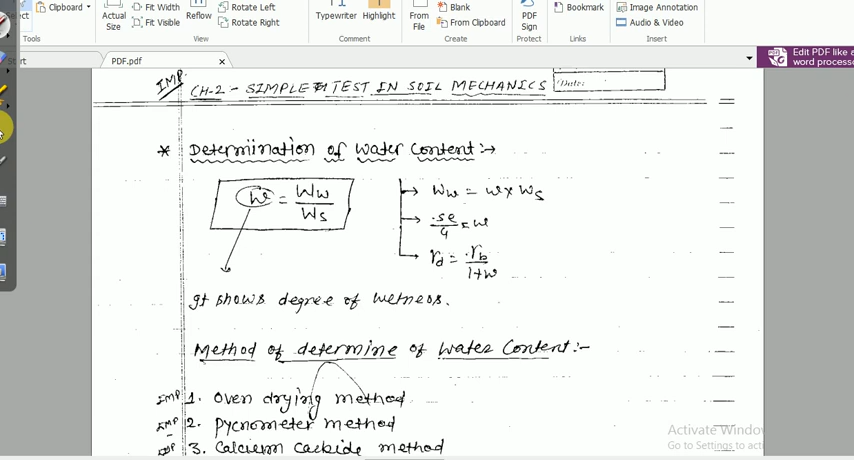 Clipboard
Actual Size
Fit Width
Fit Visible
Reflow
Rotate Left
Rotate Right
Typewriter
Highlight
From File
Blank
From Clipboard
PDF Sign
Bookmark
Image Annotation
Audio & Video
Tools
View
Comment
Create
Protect
Links
Insert
PDF.pdf
Edit PDF like a
word processor
IMP.
CH-2 - SIMPLE TEST IN SOIL MECHANICS
Date:
* Determiination of Water Content:→
w = Ww / Ws
→ Ww = w x Ws
→ se/G = w
→ γd = γb / 1+w
It shows degree of wetness.
Method of determine of Water Content:-
IMP 1. Oven drying method
IMP 2. Pycnometer method
IMP 3. Calcium Carbide method
Activate Window
Go to Settings to acti